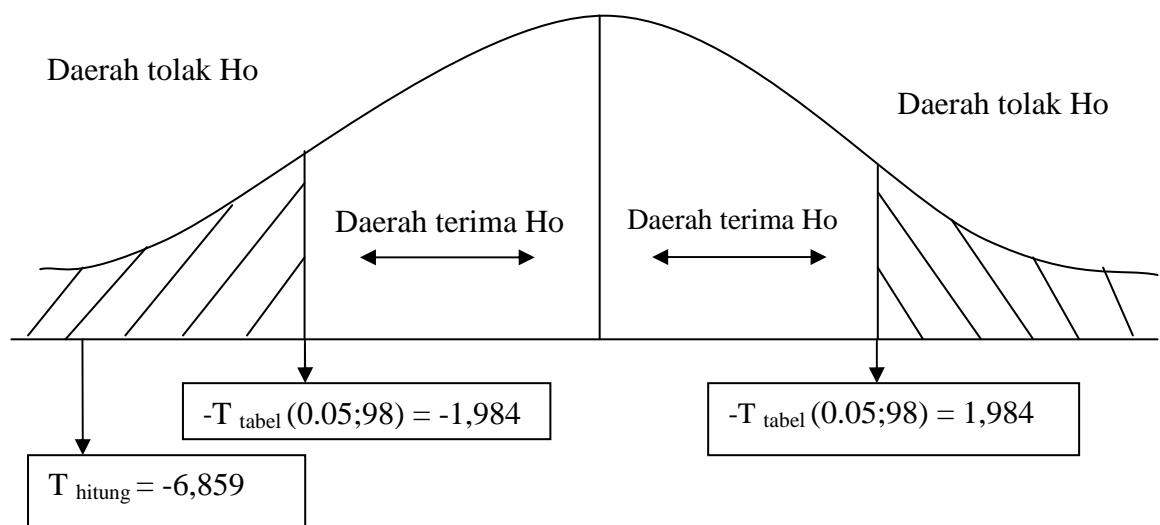 Daerah tolak Ho
Daerah tolak Ho
Daerah terima Ho
Daerah terima Ho
-T tabel (0.05;98) = -1,984
-T tabel (0.05;98) = 1,984
T hitung = -6,859